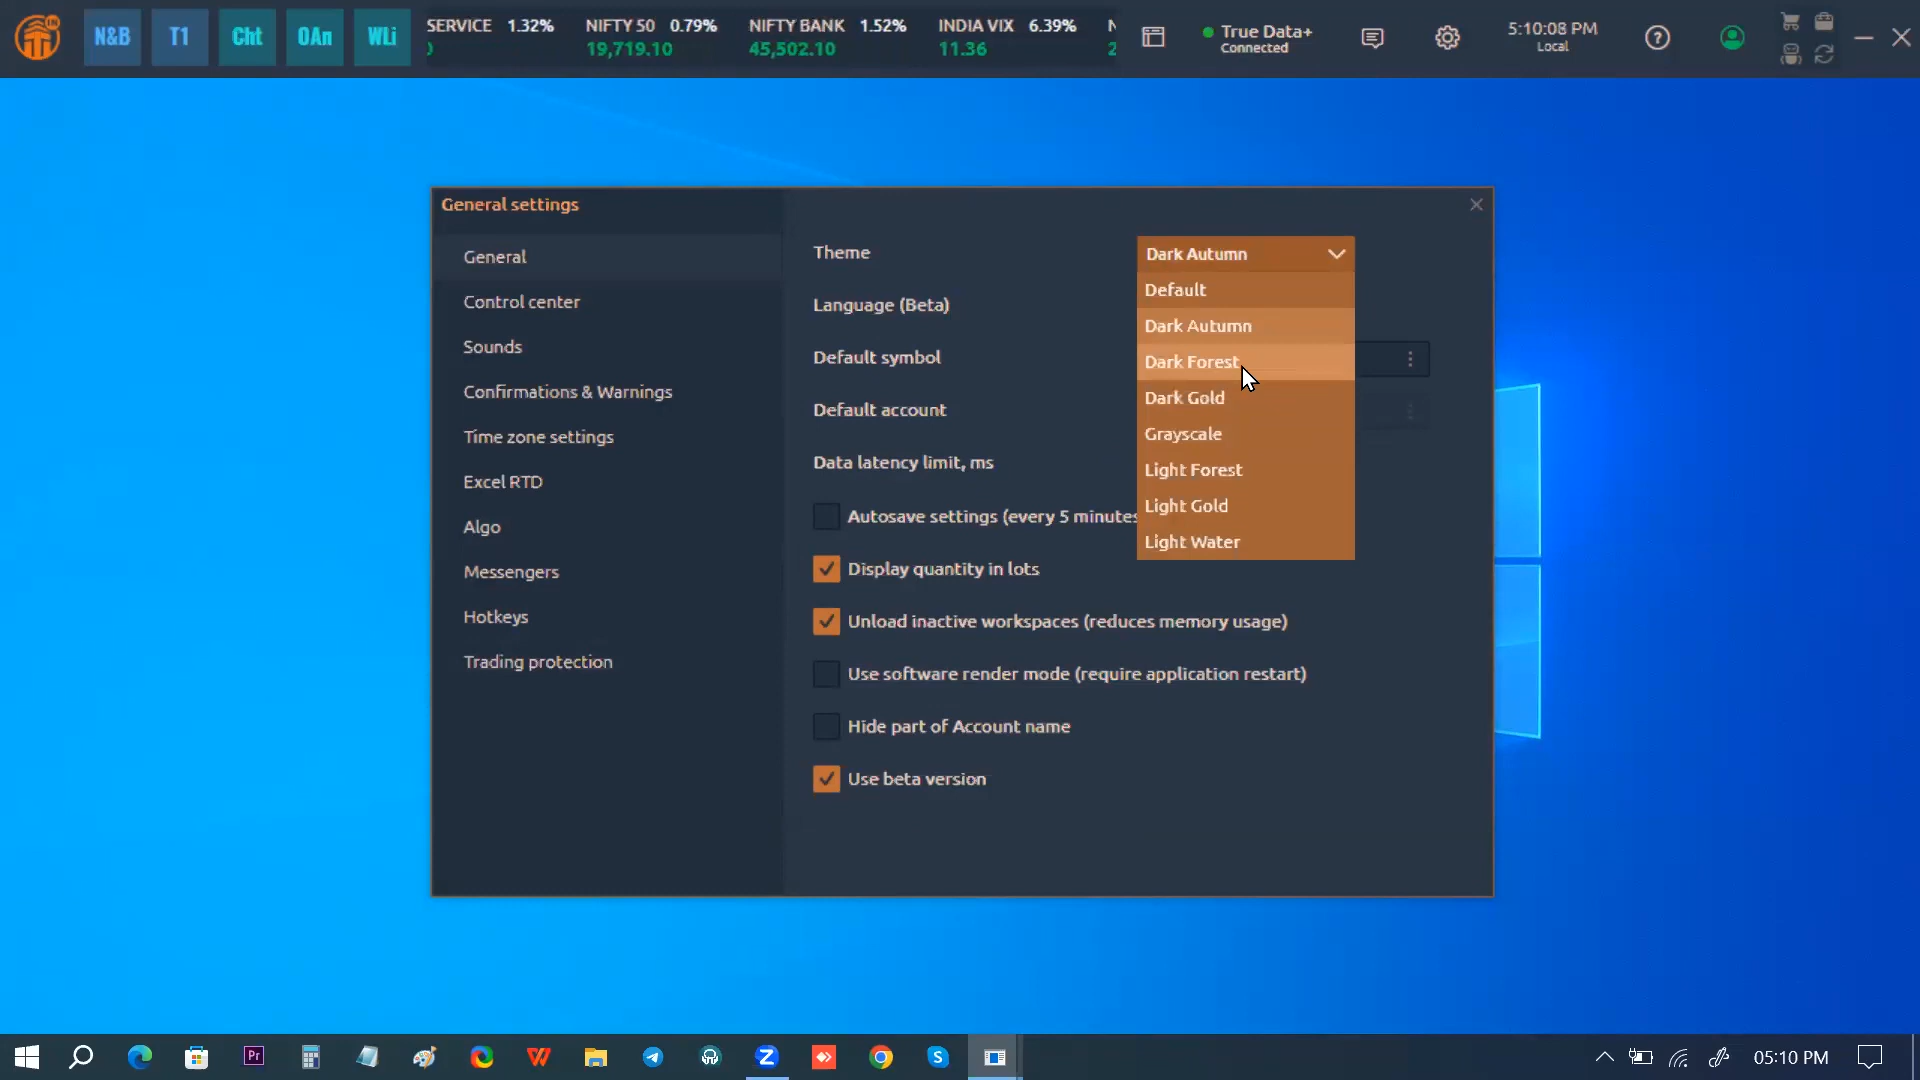 IN
N&B
T1
Cht
OAn
WLi
SERVICE 1.32%
NIFTY 50 0.79%
19,719.10
NIFTY BANK 1.52%
45,502.10
INDIA VIX 6.39%
11.36
True Data+
Connected
5:10:08 PM
Local
General settings
General
Control center
Sounds
Confirmations & Warnings
Time zone settings
Excel RTD
Algo
Messengers
Hotkeys
Trading protection
Theme
Language (Beta)
Default symbol
Default account
Data latency limit, ms
Autosave settings (every 5 minutes
Display quantity in lots
Unload inactive workspaces (reduces memory usage)
Use software render mode (require application restart)
Hide part of Account name
Use beta version
Dark Autumn
Default
Dark Autumn
Dark Forest
Dark Gold
Grayscale
Light Forest
Light Gold
Light Water
Pr
05:10 PM